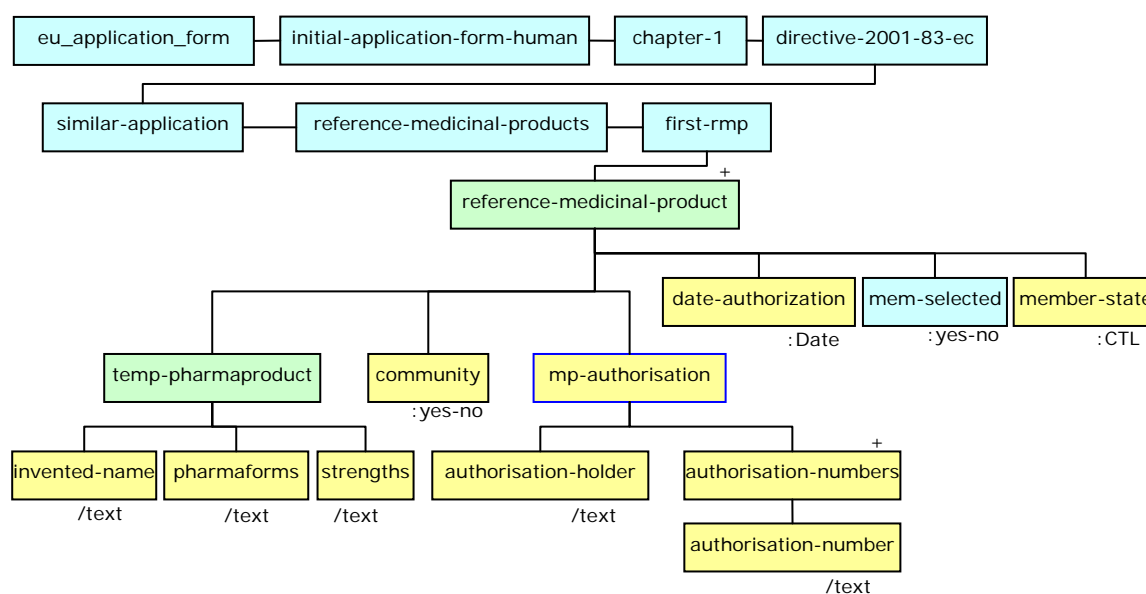 eu_application_form
initial-application-form-human
chapter-1
directive-2001-83-ec
similar-application
reference-medicinal-products
first-rmp
+
reference-medicinal-product
date-authorization
mem-selected
member-state
:Date
:yes-no
:CTL
temp-pharmaproduct
community
mp-authorisation
:yes-no
+
invented-name
pharmaforms
strengths
authorisation-holder
authorisation-numbers
/text
/text
/text
/text
authorisation-number
/text